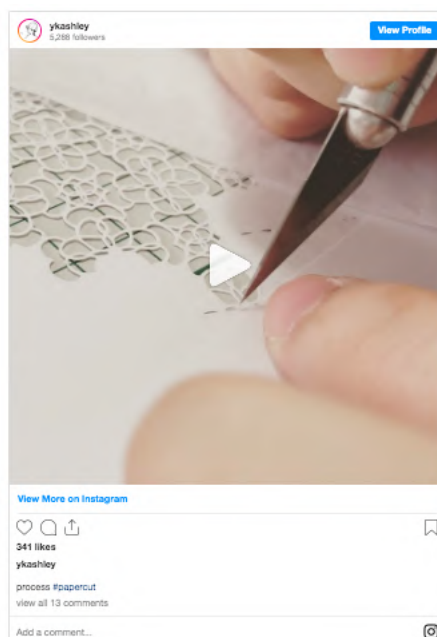 ykashley
5,288 followers
View Profile
View More on Instagram
341 likes
ykashley
process #papercut
view all 13 comments
Add a comment...